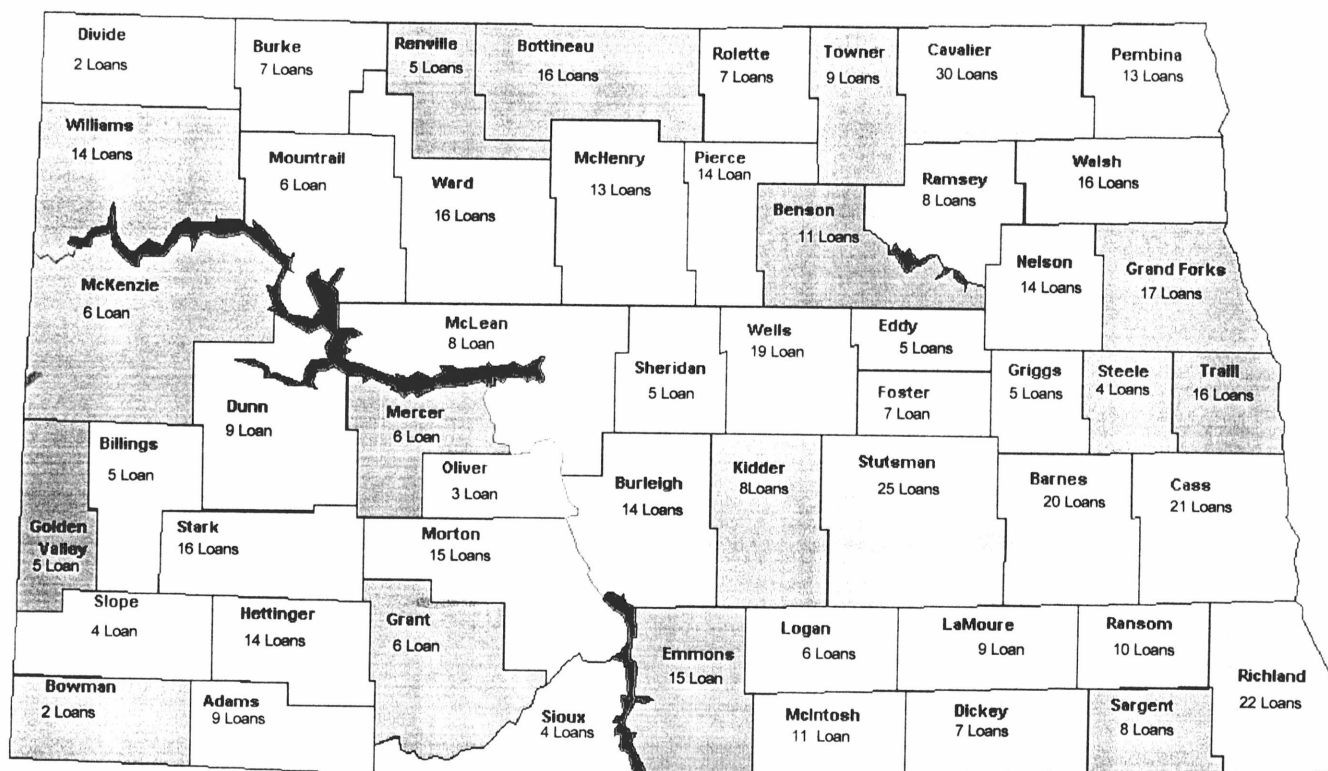 Divide
2 Loans
Burke
7 Loans
Renville
5 Loans
Bottineau
16 Loans
Rolette
7 Loans
Towner
9 Loans
Cavalier
30 Loans
Pembina
13 Loans
Williams
14 Loans
Mountrail
6 Loan
Ward
16 Loans
McHenry
13 Loans
Pierce
14 Loan
Benson
11 Loans
Ramsey
8 Loans
Walsh
16 Loans
McKenzie
6 Loan
Nelson
14 Loans
Grand Forks
17 Loans
McLean
8 Loan
Sheridan
5 Loan
Wells
19 Loan
Eddy
5 Loans
Foster
7 Loan
Griggs
5 Loans
Steele
4 Loans
Traill
16 Loans
Dunn
9 Loan
Mercer
6 Loan
Oliver
3 Loan
Billings
5 Loan
Golden
Valley
5 Loan
Stark
16 Loans
Morton
15 Loans
Burleigh
14 Loans
Kidder
8Loans
Stutsman
25 Loans
Barnes
20 Loans
Cass
21 Loans
Slope
4 Loan
Hettinger
14 Loans
Grant
6 Loan
Emmons
15 Loan
Logan
6 Loans
LaMoure
9 Loan
Ransom
10 Loans
Richland
22 Loans
Bowman
2 Loans
Adams
9 Loans
Sioux
4 Loans
McIntosh
11 Loan
Dickey
7 Loans
Sargent
8 Loans